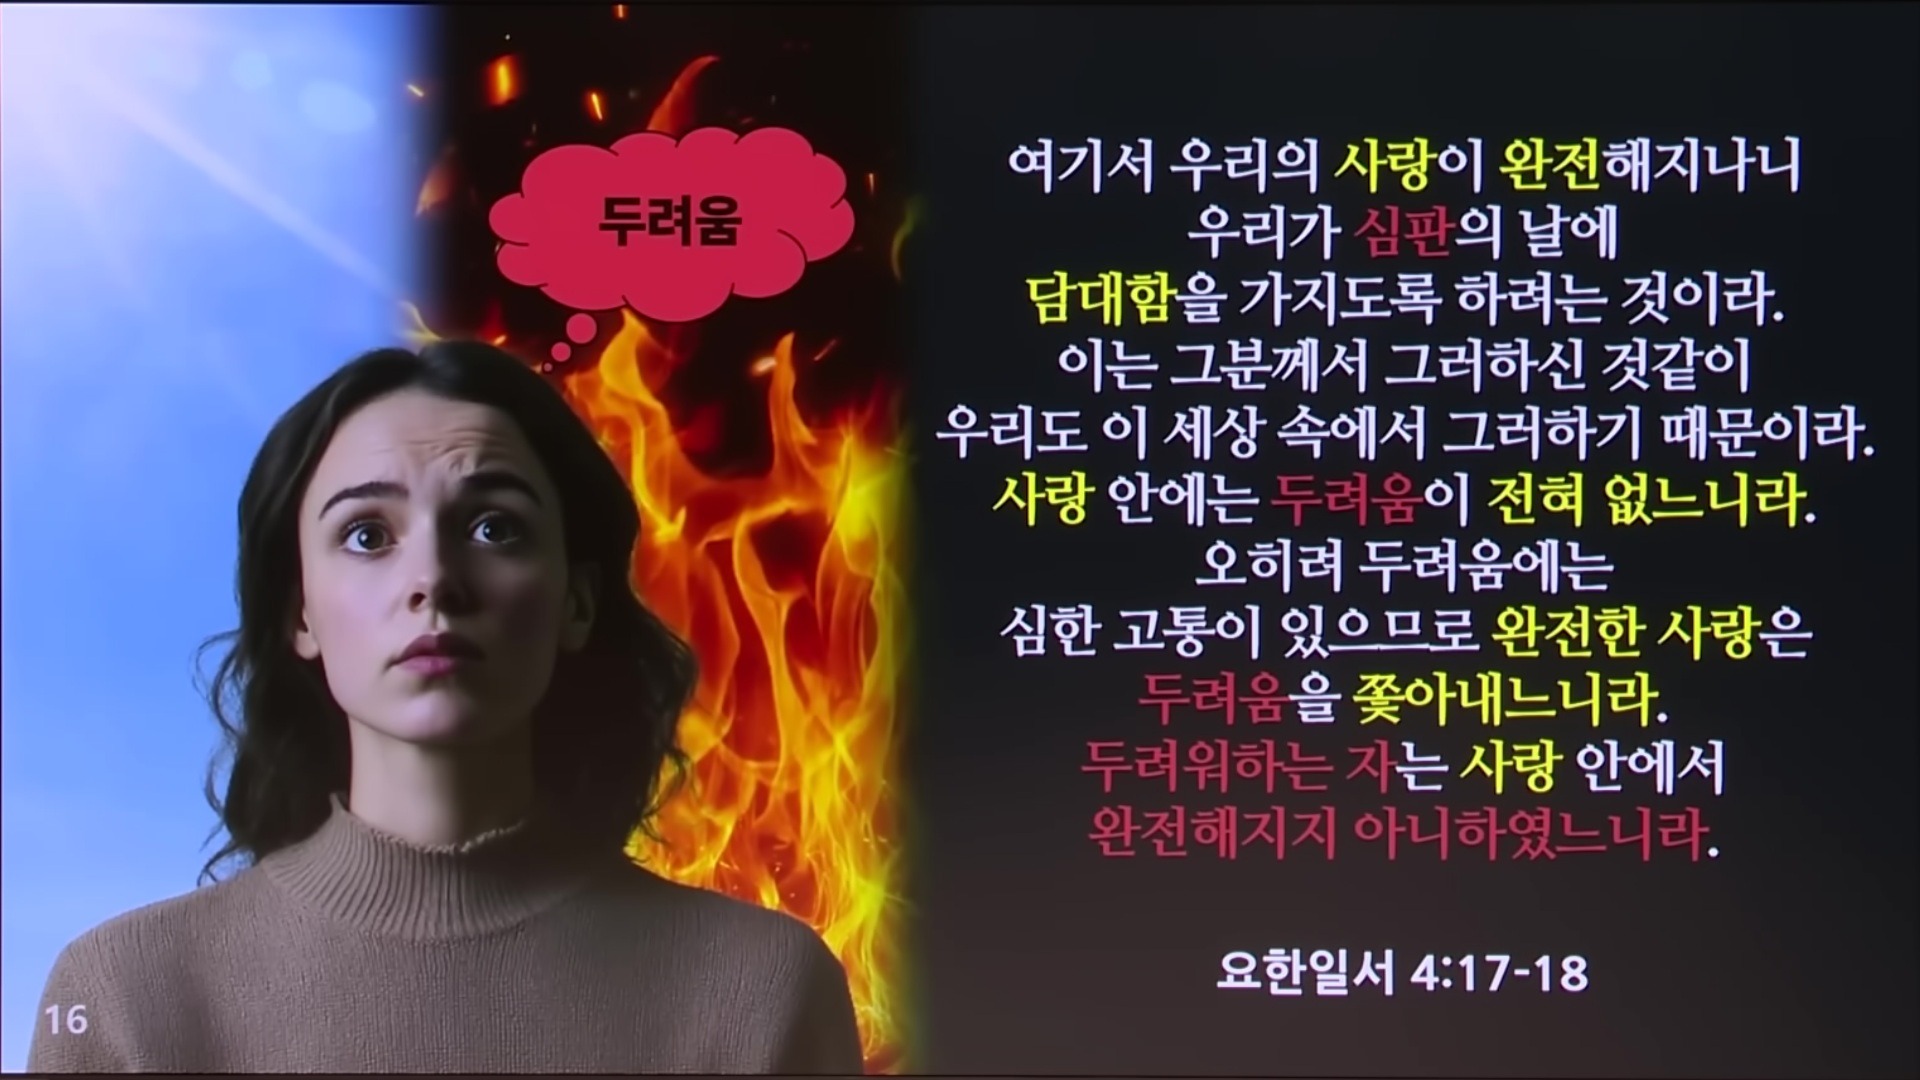 두려움
여기서 우리의 사랑이 완전해지나니
우리가 심판의 날에
담대함을 가지도록 하려는 것이라.
이는 그분께서 그러하신 것같이
우리도 이 세상 속에서 그러하기 때문이라.
사랑 안에는 두려움이 전혀 없느니라.
오히려 두려움에는
심한 고통이 있으므로 완전한 사랑은
두려움을 쫓아내느니라.
두려워하는 자는 사랑 안에서
완전해지지 아니하였느니라.
요한일서 4:17-18
16